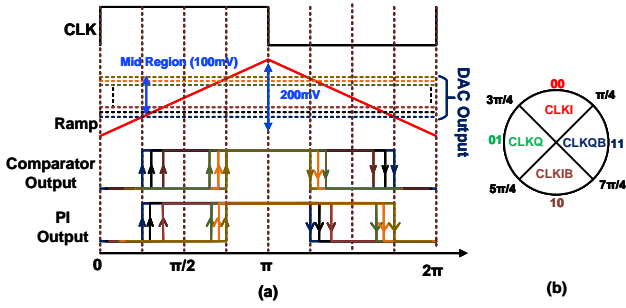 CLK
Mid Region (100mV)
200mV
DAC Output
Ramp
Comparator
Output
PI
Output
0
π/2
π
2π
(a)
00
3π/4
π/4
CLKI
01
CLKQ
CLKQB
11
CLKIB
5π/4
7π/4
10
(b)